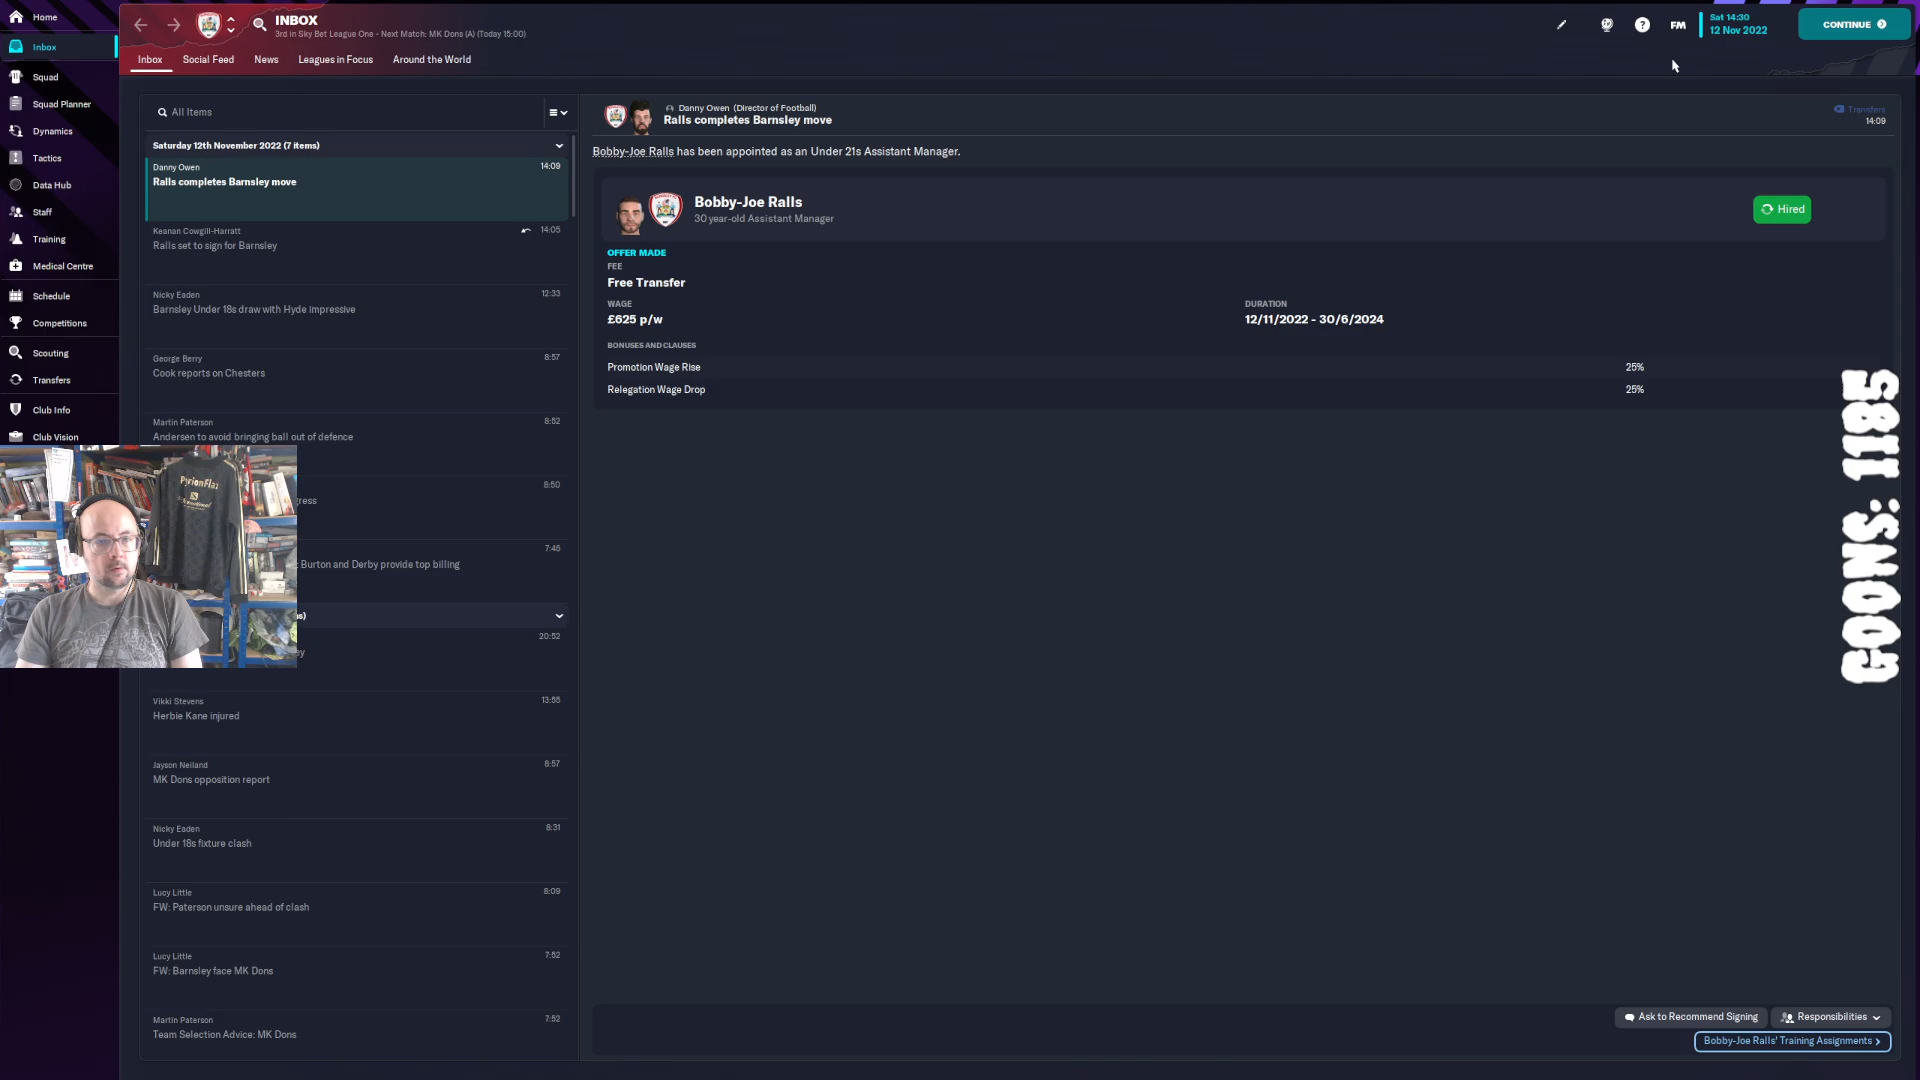 Home
Inbox
Squad
Squad Planner
Dynamics
Tactics
Data Hub
Staff
Training
Medical Centre
Schedule
Competitions
Scouting
Transfers
Club Info
Club Vision
INBOX
3rd in Sky Bet League One - Next Match: MK Dons (A) (Today 15:00)
FM
Sat 14:30
12 Nov 2022
CONTINUE
Inbox Social Feed News Leagues in Focus Around the World
All Items
Saturday 12th November 2022 (7 items)
Danny Owen 14:09
Ralls completes Barnsley move
Keanan Cowgill-Harratt 14:05
Ralls set to sign for Barnsley
Nicky Eaden 12:33
Barnsley Under 18s draw with Hyde impressive
George Berry 8:57
Cook reports on Chesters
Martin Paterson 8:52
Andersen to avoid bringing ball out of defence
8:50
gress
7:46
: Burton and Derby provide top billing
s)
20:52
ey
Vikki Stevens 13:55
Herbie Kane injured
Jayson Neiland 8:57
MK Dons opposition report
Nicky Eaden 8:31
Under 18s fixture clash
Lucy Little 8:09
FW: Paterson unsure ahead of clash
Lucy Little 7:52
FW: Barnsley face MK Dons
Martin Paterson 7:52
Team Selection Advice: MK Dons
Danny Owen (Director of Football)
Ralls completes Barnsley move
Transfers
14:09
Bobby-Joe Ralls has been appointed as an Under 21s Assistant Manager.
Bobby-Joe Ralls
30 year-old Assistant Manager
Hired
OFFER MADE
FEE
Free Transfer
WAGE DURATION
£625 p/w 12/11/2022 - 30/6/2024
BONUSES AND CLAUSES
Promotion Wage Rise 25%
Relegation Wage Drop 25%
Ask to Recommend Signing Responsibilities
Bobby-Joe Ralls' Training Assignments
GOONS: 1185
PyrionFlax